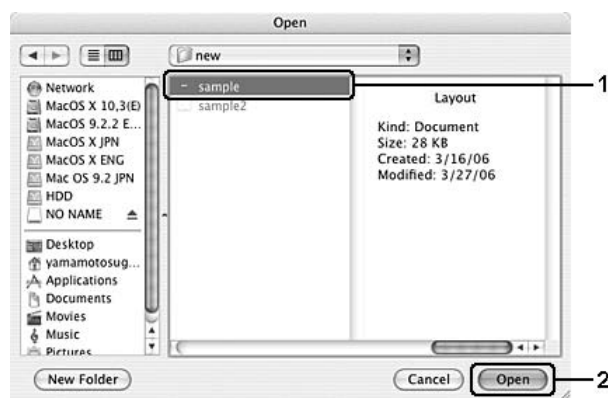 Open
new
Network
MacOS X 10,3(E)
MacOS 9.2.2 E...
MacOS X JPN
MacOS X ENG
Mac OS 9.2 JPN
HDD
NO NAME
Desktop
yamamotosug...
Applications
Documents
Movies
Music
Pictures
sample
sample2
1
Layout
Kind: Document
Size: 28 KB
Created: 3/16/06
Modified: 3/27/06
New Folder
Cancel
Open
2